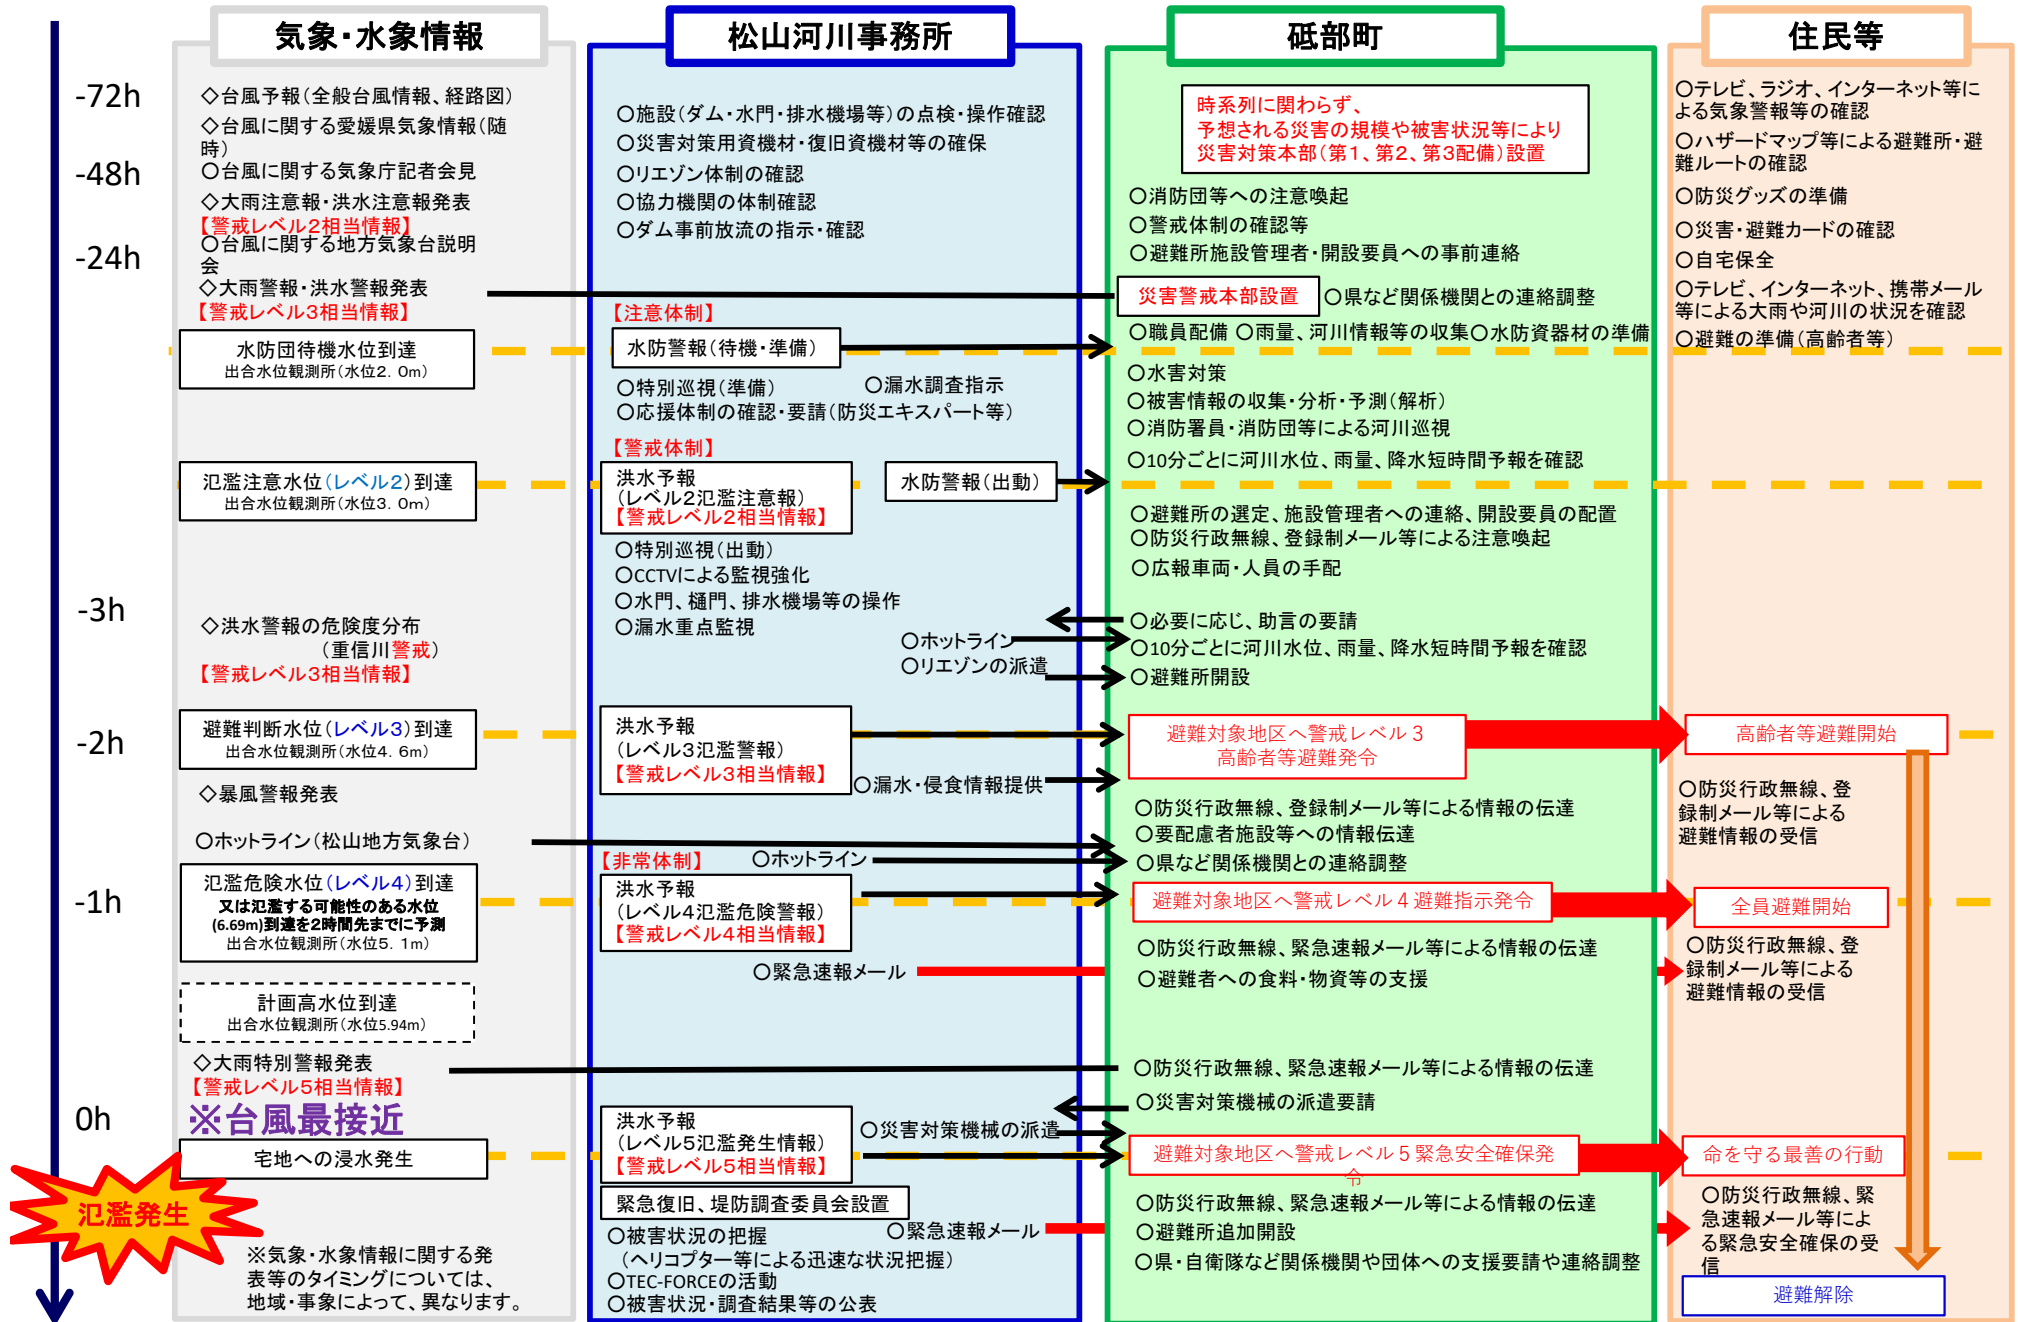 気象・水象情報
松山河川事務所
砥部町
住民等
-72h
-48h
-24h
-3h
-2h
-1h
0h
氾濫発生
◇台風予報（全般台風情報、経路図）
◇台風に関する愛媛県気象情報（随
時）
○台風に関する気象庁記者会見
◇大雨注意報・洪水注意報発表
【警戒レベル２相当情報】
○台風に関する地方気象台説明
会
◇大雨警報・洪水警報発表
【警戒レベル３相当情報】
水防団待機水位到達
出合水位観測所（水位２．０ｍ）
氾濫注意水位（レベル２）到達
出合水位観測所（水位３．０ｍ）
◇洪水警報の危険度分布
（重信川警戒）
【警戒レベル３相当情報】
避難判断水位（レベル３）到達
出合水位観測所（水位４．６ｍ）
◇暴風警報発表
○ホットライン（松山地方気象台）
氾濫危険水位（レベル４）到達
又は氾濫する可能性のある水位
(6.69m)到達を２時間先までに予測
出合水位観測所（水位５．１ｍ）
計画高水位到達
出合水位観測所（水位5.94ｍ）
◇大雨特別警報発表
【警戒レベル５相当情報】
※台風最接近
宅地への浸水発生
※気象・水象情報に関する発
表等のタイミングについては、
地域・事象によって、異なります。
○施設（ダム・水門・排水機場等）の点検・操作確認
○災害対策用資機材・復旧資機材等の確保
○リエゾン体制の確認
○協力機関の体制確認
○ダム事前放流の指示・確認
【注意体制】
水防警報（待機・準備）
○特別巡視（準備）
○漏水調査指示
○応援体制の確認・要請（防災エキスパート等）
【警戒体制】
洪水予報
（レベル２氾濫注意報）
【警戒レベル２相当情報】
水防警報（出動）
○特別巡視（出動）
○CCTVによる監視強化
○水門、樋門、排水機場等の操作
○漏水重点監視
○ホットライン
○リエゾンの派遣
洪水予報
（レベル３氾濫警報）
【警戒レベル３相当情報】
○漏水・侵食情報提供
【非常体制】
○ホットライン
洪水予報
（レベル４氾濫危険警報）
【警戒レベル４相当情報】
○緊急速報メール
洪水予報
（レベル５氾濫発生情報）
【警戒レベル５相当情報】
○災害対策機械の派遣
緊急復旧、堤防調査委員会設置
○被害状況の把握
（ヘリコプター等による迅速な状況把握）
○緊急速報メール
○TEC-FORCEの活動
○被害状況・調査結果等の公表
時系列に関わらず、
予想される災害の規模や被害状況等により
災害対策本部（第１、第２、第３配備）設置
○消防団等への注意喚起
○警戒体制の確認等
○避難所施設管理者・開設要員への事前連絡
災害警戒本部設置
○県など関係機関との連絡調整
○職員配備 ○雨量、河川情報等の収集○水防資器材の準備
○水害対策
○被害情報の収集・分析・予測（解析）
○消防署員・消防団等による河川巡視
○10分ごとに河川水位、雨量、降水短時間予報を確認
○避難所の選定、施設管理者への連絡、開設要員の配置
○防災行政無線、登録制メール等による注意喚起
○広報車両・人員の手配
○必要に応じ、助言の要請
○10分ごとに河川水位、雨量、降水短時間予報を確認
○避難所開設
避難対象地区へ警戒レベル３
高齢者等避難発令
○防災行政無線、登録制メール等による情報の伝達
○要配慮者施設等への情報伝達
○県など関係機関との連絡調整
避難対象地区へ警戒レベル４避難指示発令
○防災行政無線、緊急速報メール等による情報の伝達
○避難者への食料・物資等の支援
○防災行政無線、緊急速報メール等による情報の伝達
○災害対策機械の派遣要請
避難対象地区へ警戒レベル５緊急安全確保発
令
○防災行政無線、緊急速報メール等による情報の伝達
○避難所追加開設
○県・自衛隊など関係機関や団体への支援要請や連絡調整
○テレビ、ラジオ、インターネット等に
よる気象警報等の確認
○ハザードマップ等による避難所・避
難ルートの確認
○防災グッズの準備
○災害・避難カードの確認
○自宅保全
○テレビ、インターネット、携帯メール
等による大雨や河川の状況を確認
○避難の準備（高齢者等）
高齢者等避難開始
○防災行政無線、登
録制メール等による
避難情報の受信
全員避難開始
○防災行政無線、登
録制メール等による
避難情報の受信
命を守る最善の行動
○防災行政無線、緊
急速報メール等によ
る緊急安全確保の受
信
避難解除